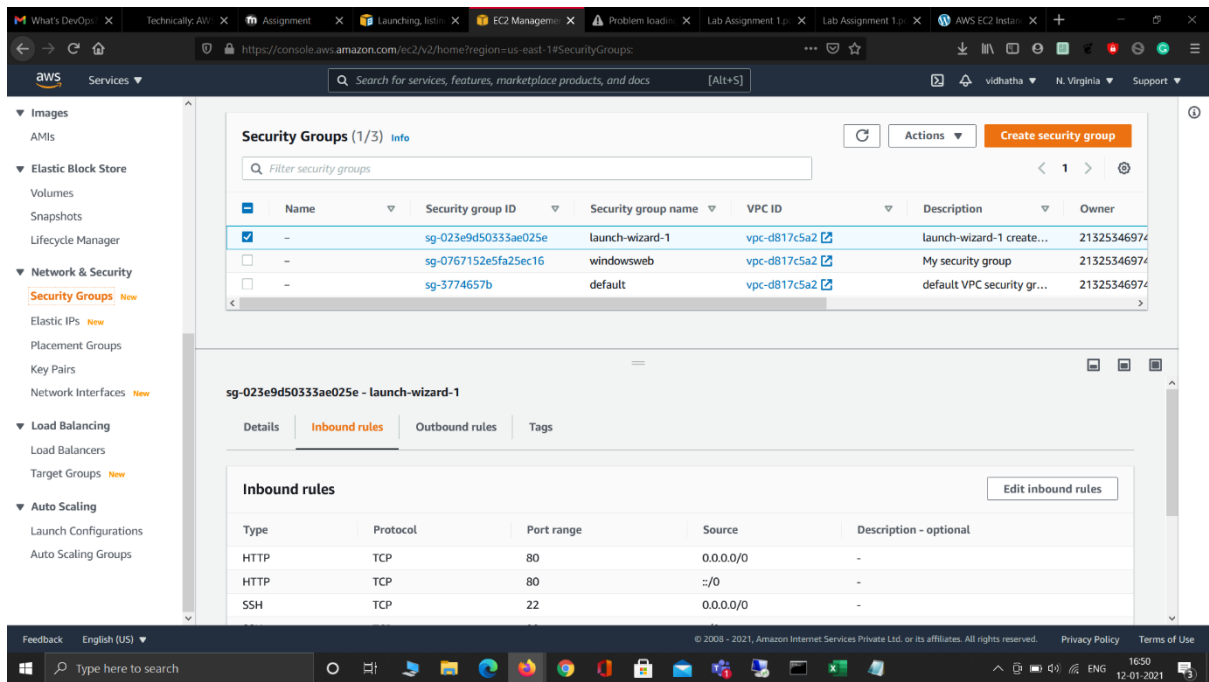 What's DevOps?
Technically: AWS
Assignment
Launching, listin
EC2 Managemen
Problem loading
Lab Assignment 1.pd
Lab Assignment 1.pd
AWS EC2 Instanc
https://console.aws.amazon.com/ec2/v2/home?region=us-east-1#SecurityGroups:
aws Services ▼ Search for services, features, marketplace products, and docs [Alt+S] vidhatha ▼ N. Virginia ▼ Support ▼
Images
AMIs
Elastic Block Store
Volumes
Snapshots
Lifecycle Manager
Network & Security
Security Groups New
Elastic IPs New
Placement Groups
Key Pairs
Network Interfaces New
Load Balancing
Load Balancers
Target Groups New
Auto Scaling
Launch Configurations
Auto Scaling Groups
Security Groups (1/3) Info Actions ▼ Create security group
Filter security groups < 1 >
Name Security group ID Security group name VPC ID Description Owner
– sg-023e9d50333ae025e launch-wizard-1 vpc-d817c5a2 launch-wizard-1 create... 21325346974
– sg-0767152e5fa25ec16 windowsweb vpc-d817c5a2 My security group 21325346974
– sg-3774657b default vpc-d817c5a2 default VPC security gr... 21325346974
sg-023e9d50333ae025e - launch-wizard-1
Details Inbound rules Outbound rules Tags
Inbound rules Edit inbound rules
Type Protocol Port range Source Description - optional
HTTP TCP 80 0.0.0.0/0 -
HTTP TCP 80 ::/0 -
SSH TCP 22 0.0.0.0/0 -
Feedback English (US) ▼ © 2008 - 2021, Amazon Internet Services Private Ltd. or its affiliates. All rights reserved. Privacy Policy Terms of Use
Type here to search ENG 16:50
12-01-2021